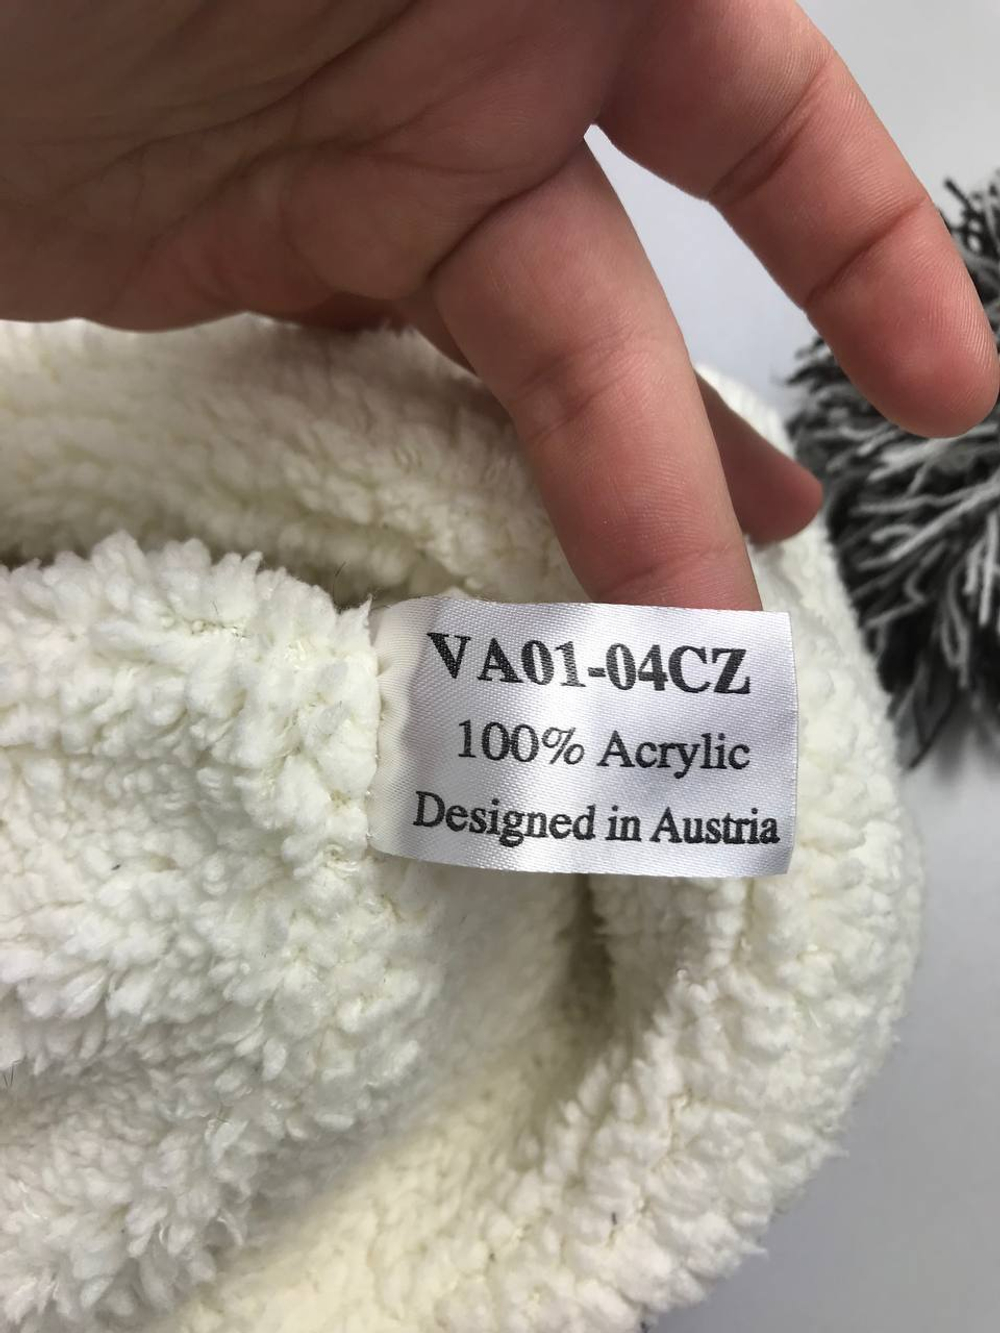 VA01-04CZ
100% Acrylic
Designed in Austria